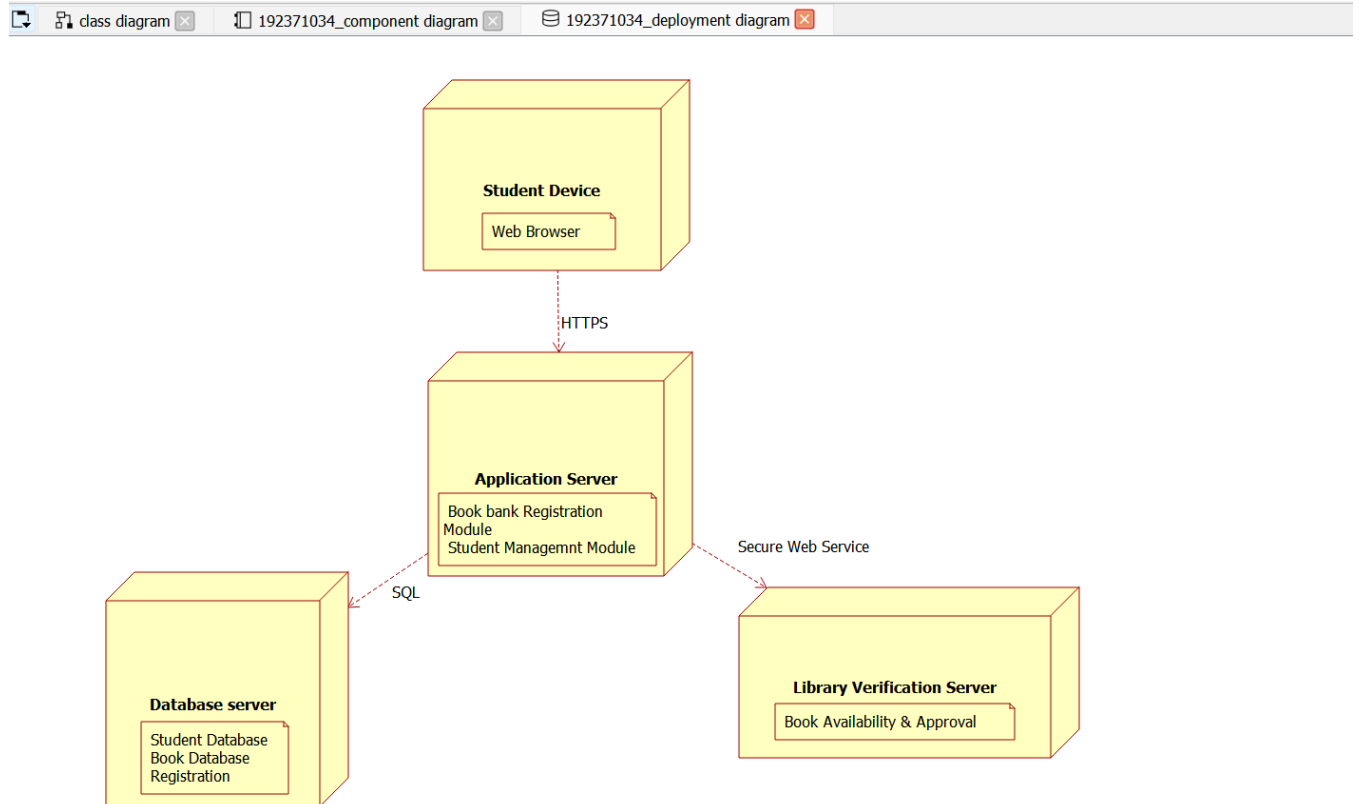 class diagram
192371034_component diagram
192371034_deployment diagram
Student Device
Web Browser
HTTPS
Application Server
Book bank Registration
Module
Student Managemnt Module
Secure Web Service
SQL
Library Verification Server
Book Availability & Approval
Database server
Student Database
Book Database
Registration